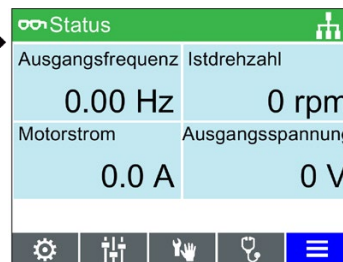 Status
Ausgangsfrequenz Istdrehzahl
0.00 Hz 0 rpm
Motorstrom Ausgangsspannung
0.0 A 0 V